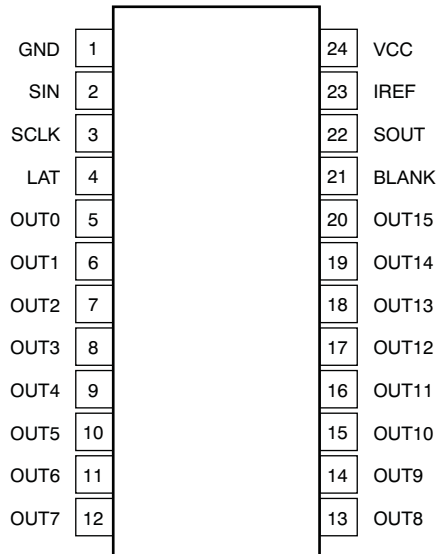 GND 1 24 VCC
SIN 2 23 IREF
SCLK 3 22 SOUT
LAT 4 21 BLANK
OUT0 5 20 OUT15
OUT1 6 19 OUT14
OUT2 7 18 OUT13
OUT3 8 17 OUT12
OUT4 9 16 OUT11
OUT5 10 15 OUT10
OUT6 11 14 OUT9
OUT7 12 13 OUT8